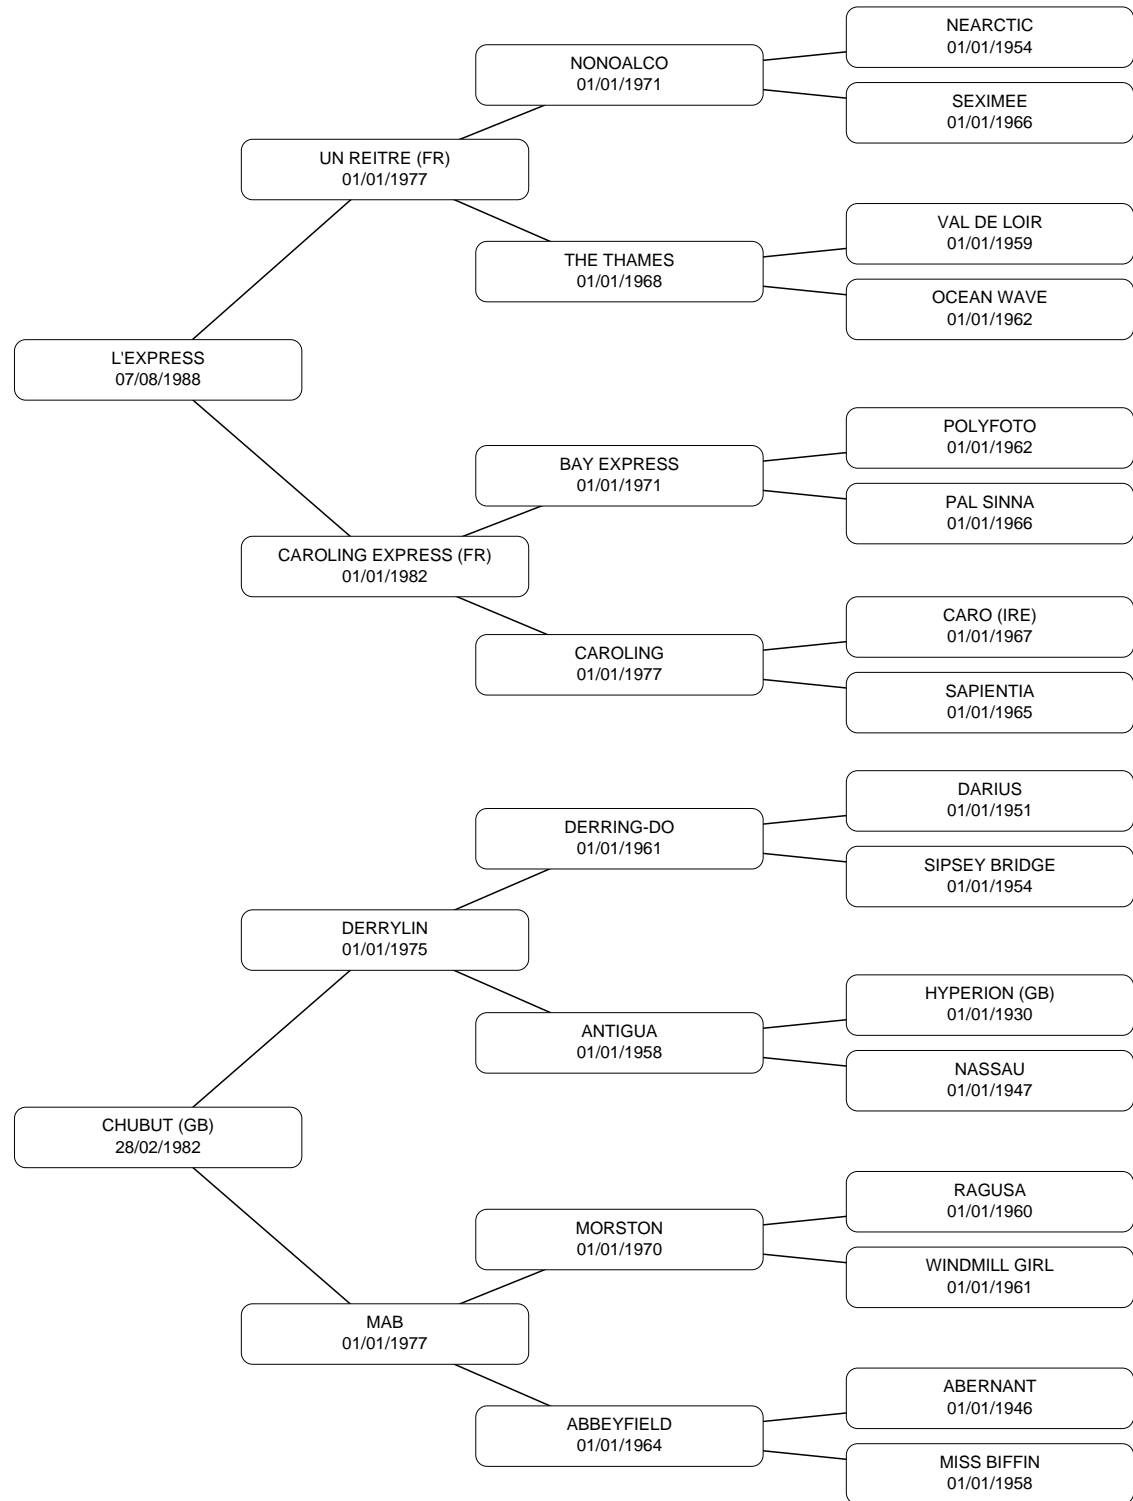 NEARCTIC
01/01/1954
NONOALCO
01/01/1971
SEXIMEE
01/01/1966
UN REITRE (FR)
01/01/1977
VAL DE LOIR
01/01/1959
THE THAMES
01/01/1968
OCEAN WAVE
01/01/1962
L'EXPRESS
07/08/1988
POLYFOTO
01/01/1962
BAY EXPRESS
01/01/1971
PAL SINNA
01/01/1966
CAROLING EXPRESS (FR)
01/01/1982
CARO (IRE)
01/01/1967
CAROLING
01/01/1977
SAPIENTIA
01/01/1965
DARIUS
01/01/1951
DERRING-DO
01/01/1961
SIPSEY BRIDGE
01/01/1954
DERRYLIN
01/01/1975
HYPERION (GB)
01/01/1930
ANTIGUA
01/01/1958
NASSAU
01/01/1947
CHUBUT (GB)
28/02/1982
RAGUSA
01/01/1960
MORSTON
01/01/1970
WINDMILL GIRL
01/01/1961
MAB
01/01/1977
ABERNANT
01/01/1946
ABBEYFIELD
01/01/1964
MISS BIFFIN
01/01/1958